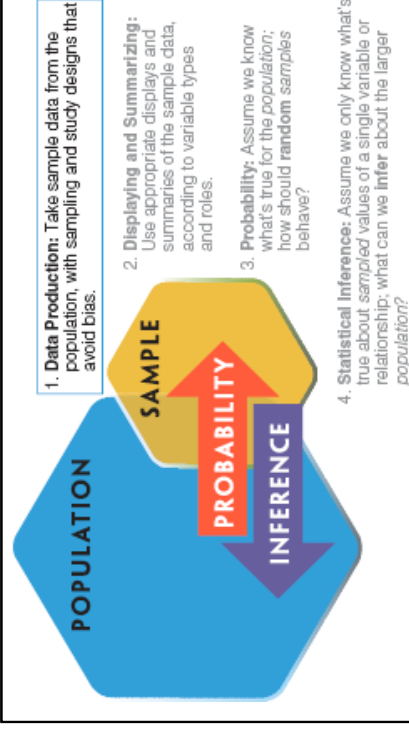 POPULATION
SAMPLE
PROBABILITY
INFERENCE
1. Data Production: Take sample data from the
population, with sampling and study designs that
avoid bias.
2. Displaying and Summarizing:
Use appropriate displays and
summaries of the sample data,
according to variable types
and roles.
3. Probability: Assume we know
what's true for the population;
how should random samples
behave?
4. Statistical Inference: Assume we only know what's
true about sampled values of a single variable or
relationship; what can we infer about the larger
population?